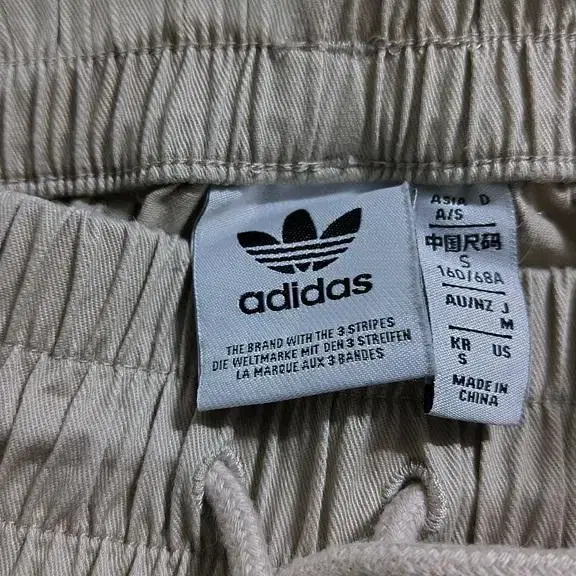 adidas
THE BRAND WITH THE 3 STRIPES
DIE WELTMARKE MIT DEN 3 STREIFEN
LA MARQUE AUX 3 BANDES
ASIA D
A/S
中国尺码
S
160/68A
AU/NZ J
M
KR US
S
MADE IN
CHINA